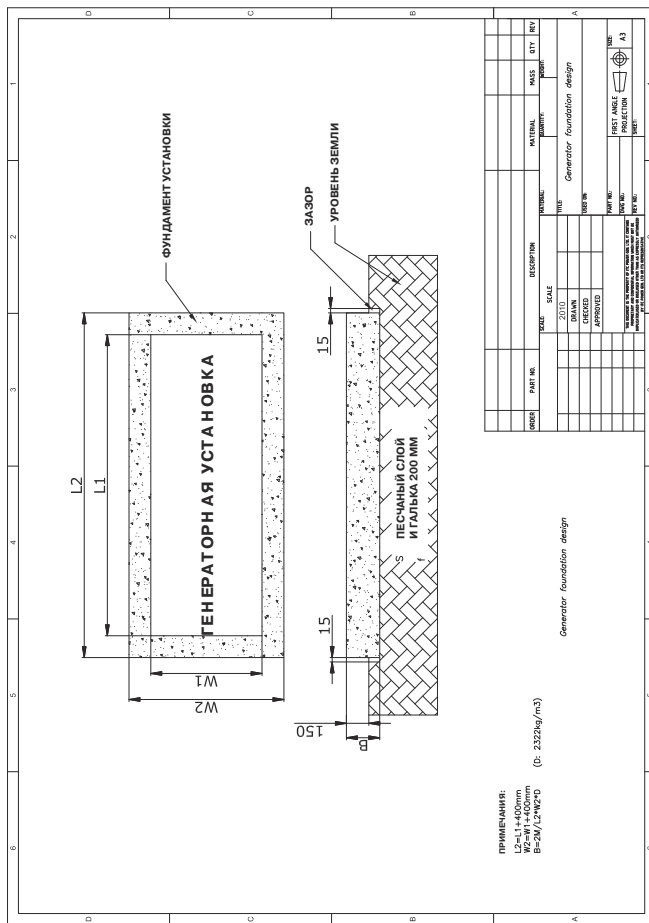 ФУНДАМЕНТ УСТАНОВКИ
L2
L1
ГЕНЕРАТОРНАЯ УСТАНОВКА
W1
W2
ЗАЗОР
УРОВЕНЬ ЗЕМЛИ
15
15
150
B
ПЕСЧАНЫЙ СЛОЙ
И ГАЛЬКА 200 ММ
S
f
ПРИМЕЧАНИЯ:
L2=L1+400mm
W2=W1+400mm
B=2M/L2*W2*D (D: 2322kg/m3)
Generator foundation design
ORDER PART NO. DESCRIPTION MATERIAL MASS QTY REV
SCALE: SCALE MATERIAL: QUANTITY: WEIGHT:
2010
DRAWN
CHECKED
APPROVED
TITLE:
Generator foundation design
USED ON:
PART NO.:
DWG NO.:
REV NO.:
FIRST ANGLE
PROJECTION
SHEET:
SIZE:
A3
1 2 3 4 5 6
D C B A
D C B A